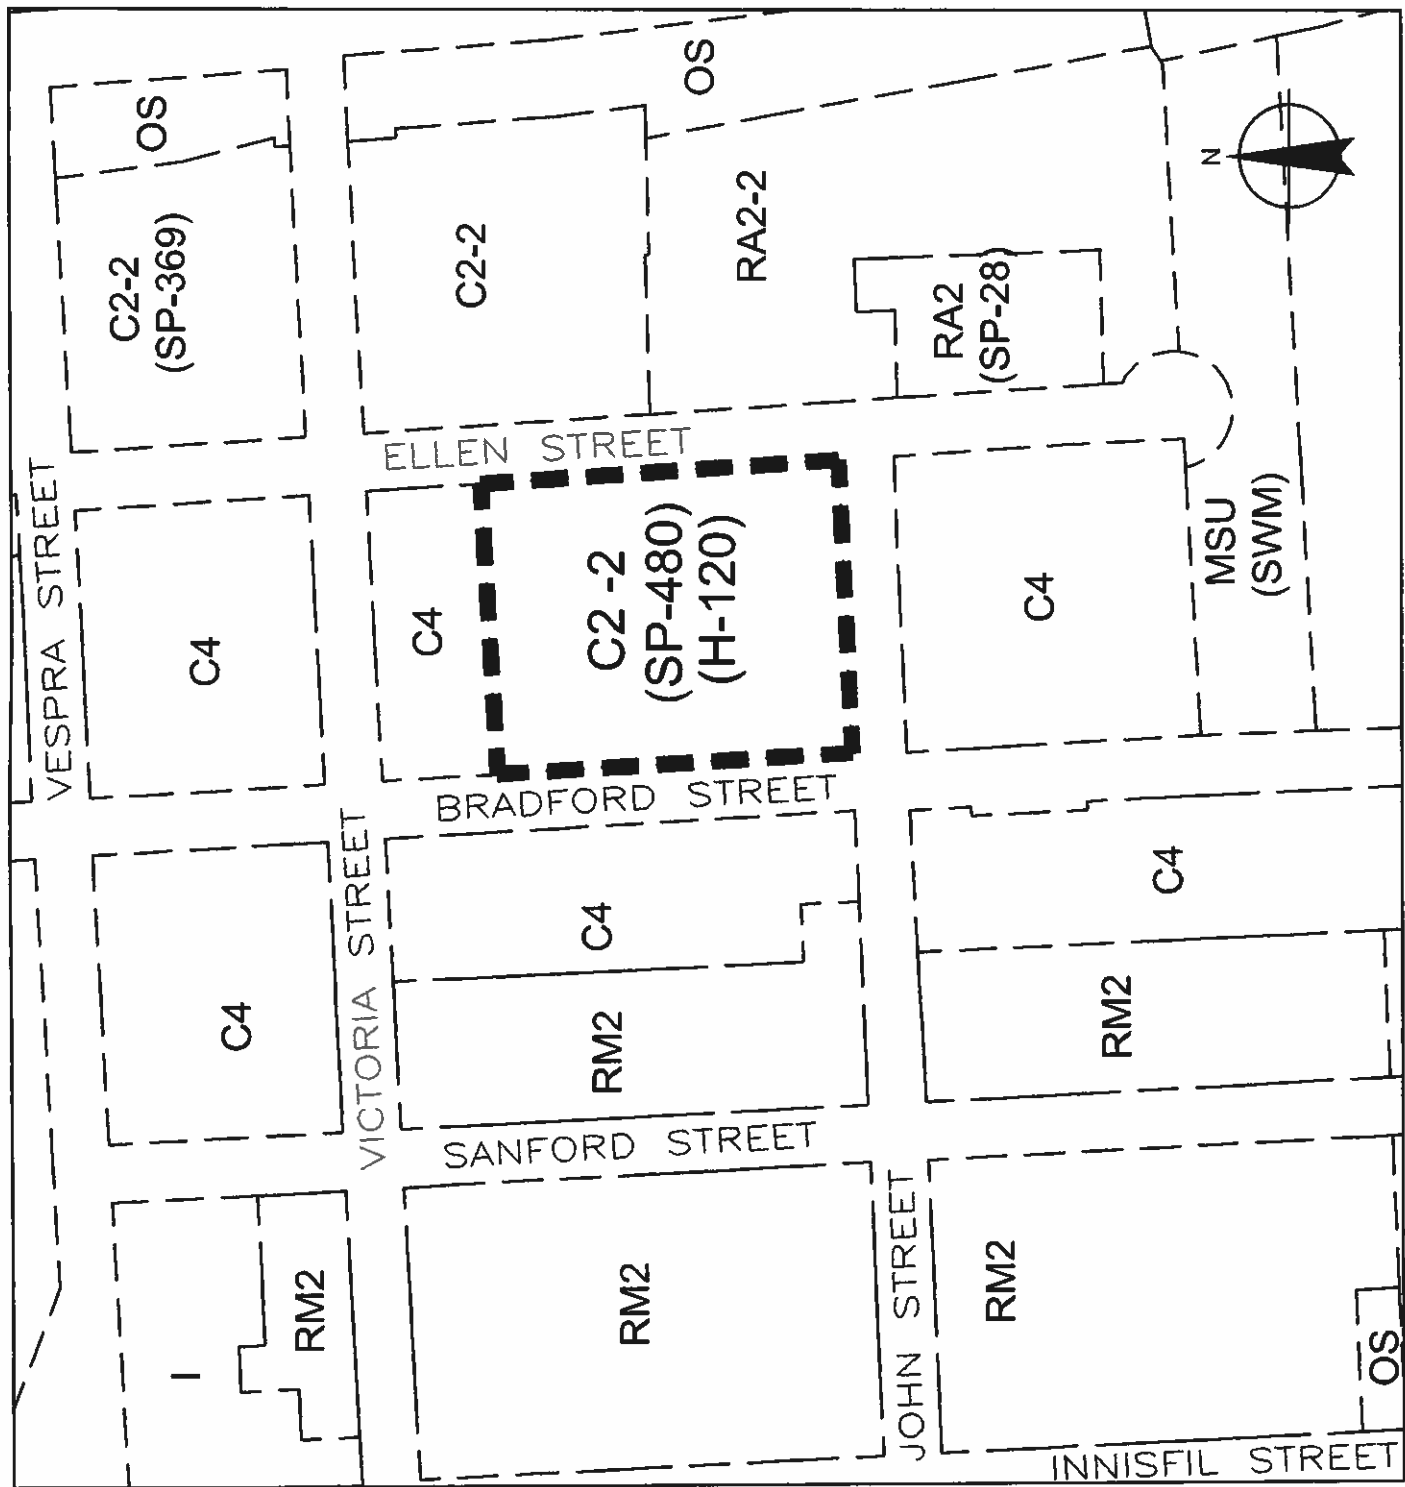 VESPRA STREET
VICTORIA STREET
JOHN STREET
ELLEN STREET
BRADFORD STREET
SANFORD STREET
INNISFIL STREET
OS
C2-2
(SP-369)
OS
C2-2
RA2-2
RA2
(SP-28)
N
C4
C4
C2 -2
(SP-480)
(H-120)
C4
MSU
(SWM)
C4
C4
RM2
C4
RM2
I
RM2
RM2
RM2
OS